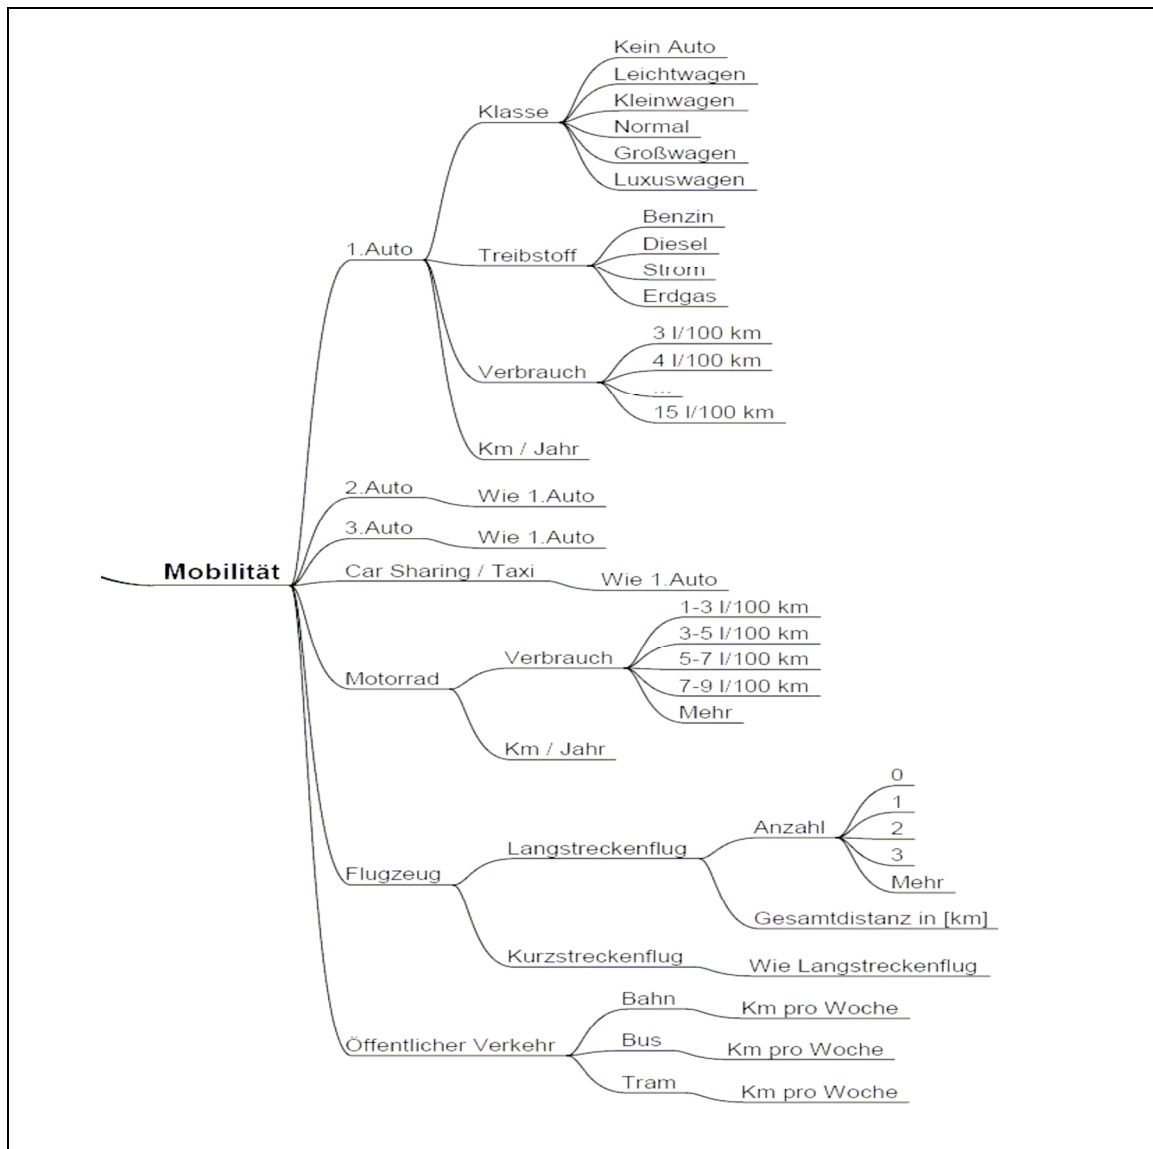 Kein Auto
Leichtwagen
Klasse
Kleinwagen
Normal
Großwagen
Luxuswagen
1.Auto
Treibstoff
Benzin
Diesel
Strom
Erdgas
Verbrauch
3 l/100 km
4 l/100 km
...
15 l/100 km
Km / Jahr
2.Auto
Wie 1.Auto
3.Auto
Wie 1.Auto
Mobilität
Car Sharing / Taxi
Wie 1.Auto
Motorrad
Verbrauch
1-3 l/100 km
3-5 l/100 km
5-7 l/100 km
7-9 l/100 km
Mehr
Km / Jahr
Flugzeug
Langstreckenflug
Anzahl
0
1
2
3
Mehr
Gesamtdistanz in [km]
Kurzstreckenflug
Wie Langstreckenflug
Öffentlicher Verkehr
Bahn
Km pro Woche
Bus
Km pro Woche
Tram
Km pro Woche